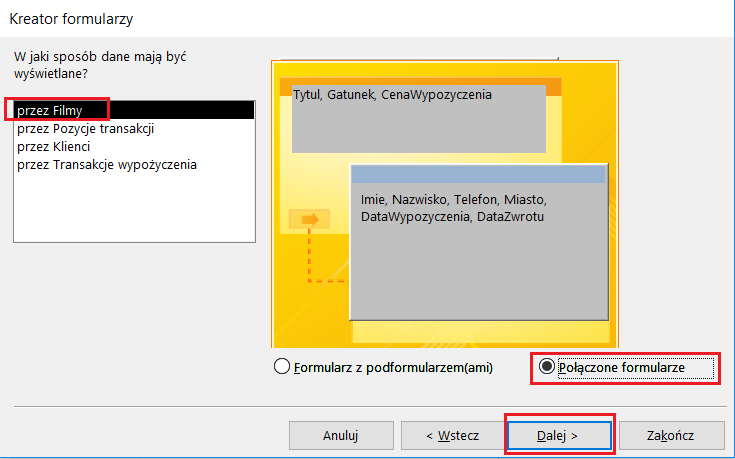 Kreator formularzy
W jaki sposób dane mają być
wyświetlane?
przez Filmy
przez Pozycje transakcji
przez Klienci
przez Transakcje wypożyczenia
Tytul, Gatunek, CenaWypozyczenia
Imie, Nazwisko, Telefon, Miasto,
DataWypozyczenia, DataZwrotu
Formularz z podformularzem(ami)
Połączone formularze
Anuluj
< Wstecz
Dalej >
Zakończ